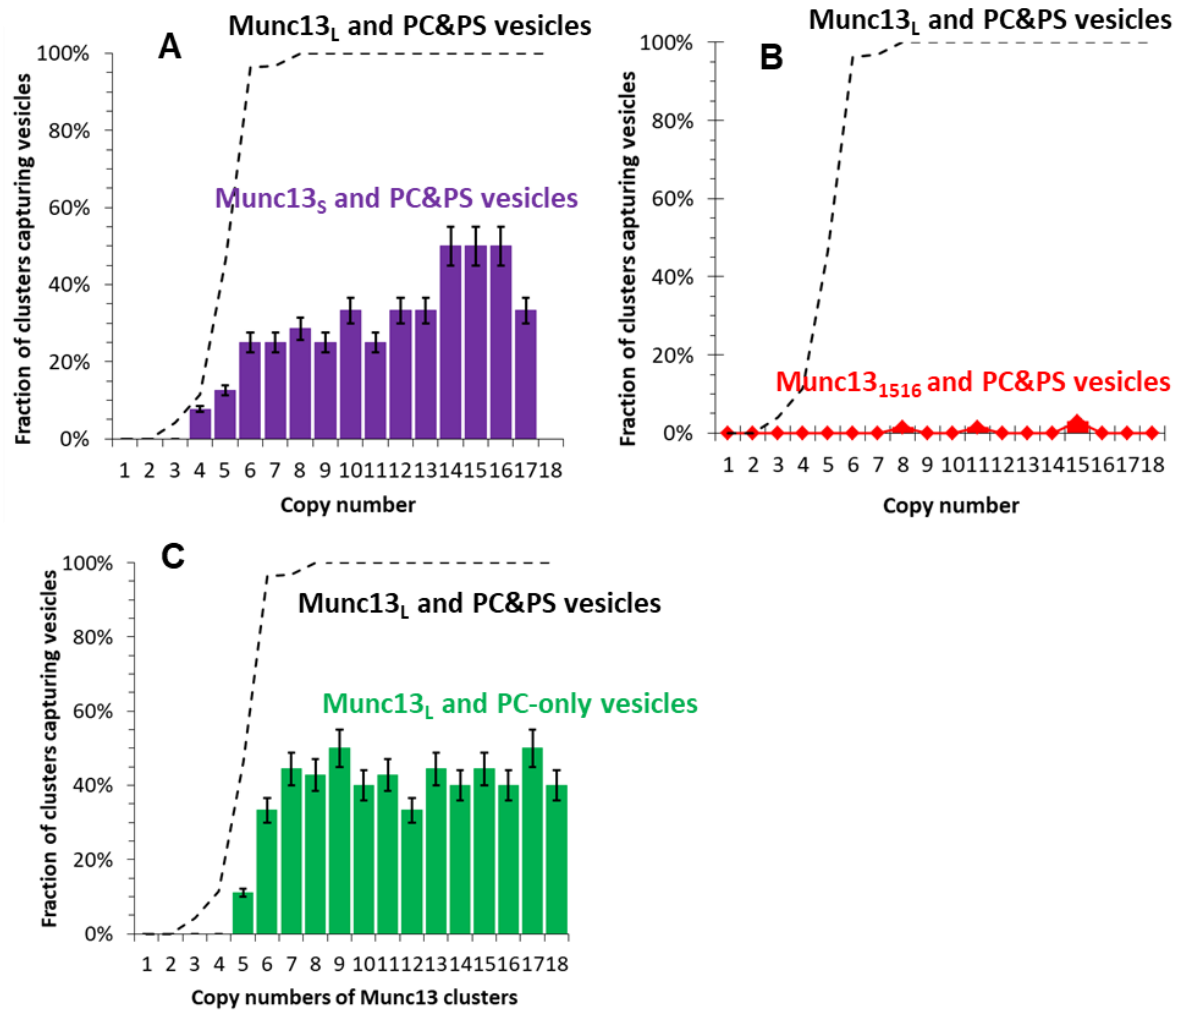 A
Munc13L and PC&PS vesicles
Fraction of clusters capturing vesicles
100%
80%
60%
40%
20%
0%
Munc13S and PC&PS vesicles
1 2 3 4 5 6 7 8 9 10 11 12 13 14 15 16 17 18
Copy number
B
Munc13L and PC&PS vesicles
Fraction of clusters capturing vesicles
100%
80%
60%
40%
20%
0%
Munc131516 and PC&PS vesicles
1 2 3 4 5 6 7 8 9 10 11 12 13 14 15 16 17 18
Copy number
C
Fraction of clusters capturing vesicles
100%
80%
60%
40%
20%
0%
Munc13L and PC&PS vesicles
Munc13L and PC-only vesicles
1 2 3 4 5 6 7 8 9 10 11 12 13 14 15 16 17 18
Copy numbers of Munc13 clusters